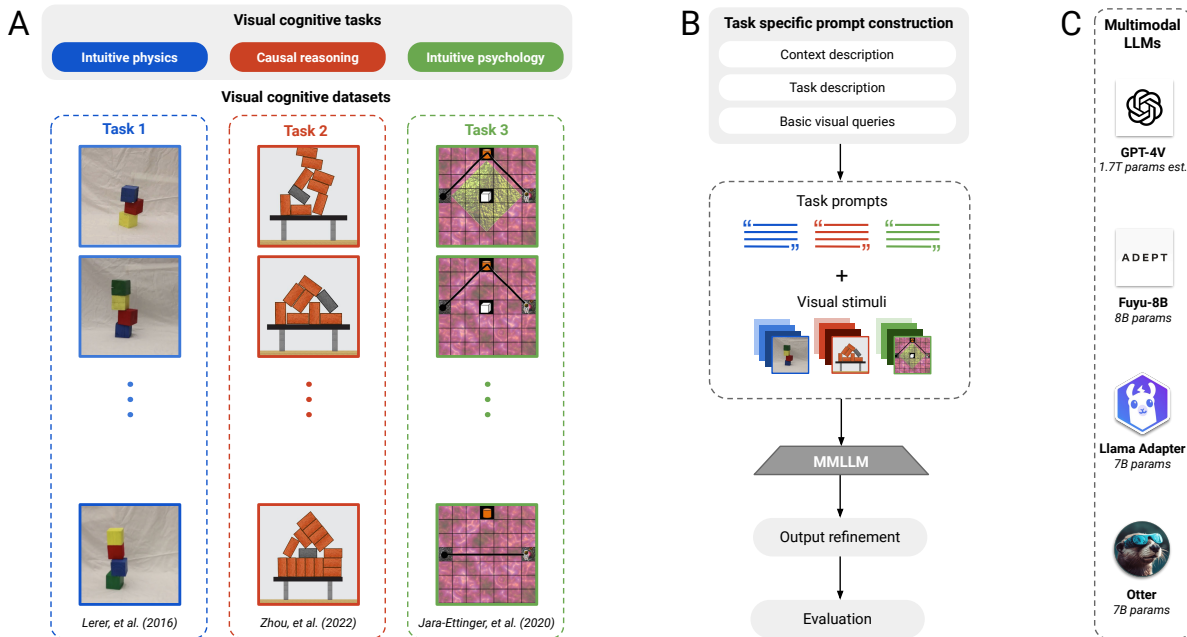 A
Visual cognitive tasks
Intuitive physics
Causal reasoning
Intuitive psychology
Visual cognitive datasets
Task 1
Task 2
Task 3
Lerer, et al. (2016)
Zhou, et al. (2022)
Jara-Ettinger, et al. (2020)
B
Task specific prompt construction
Context description
Task description
Basic visual queries
Task prompts
“ ” “ ” “ ”
+
Visual stimuli
MMLLM
Output refinement
Evaluation
C
Multimodal
LLMs
GPT-4V
1.7T params est.
ADEPT
Fuyu-8B
8B params
Llama Adapter
7B params
Otter
7B params